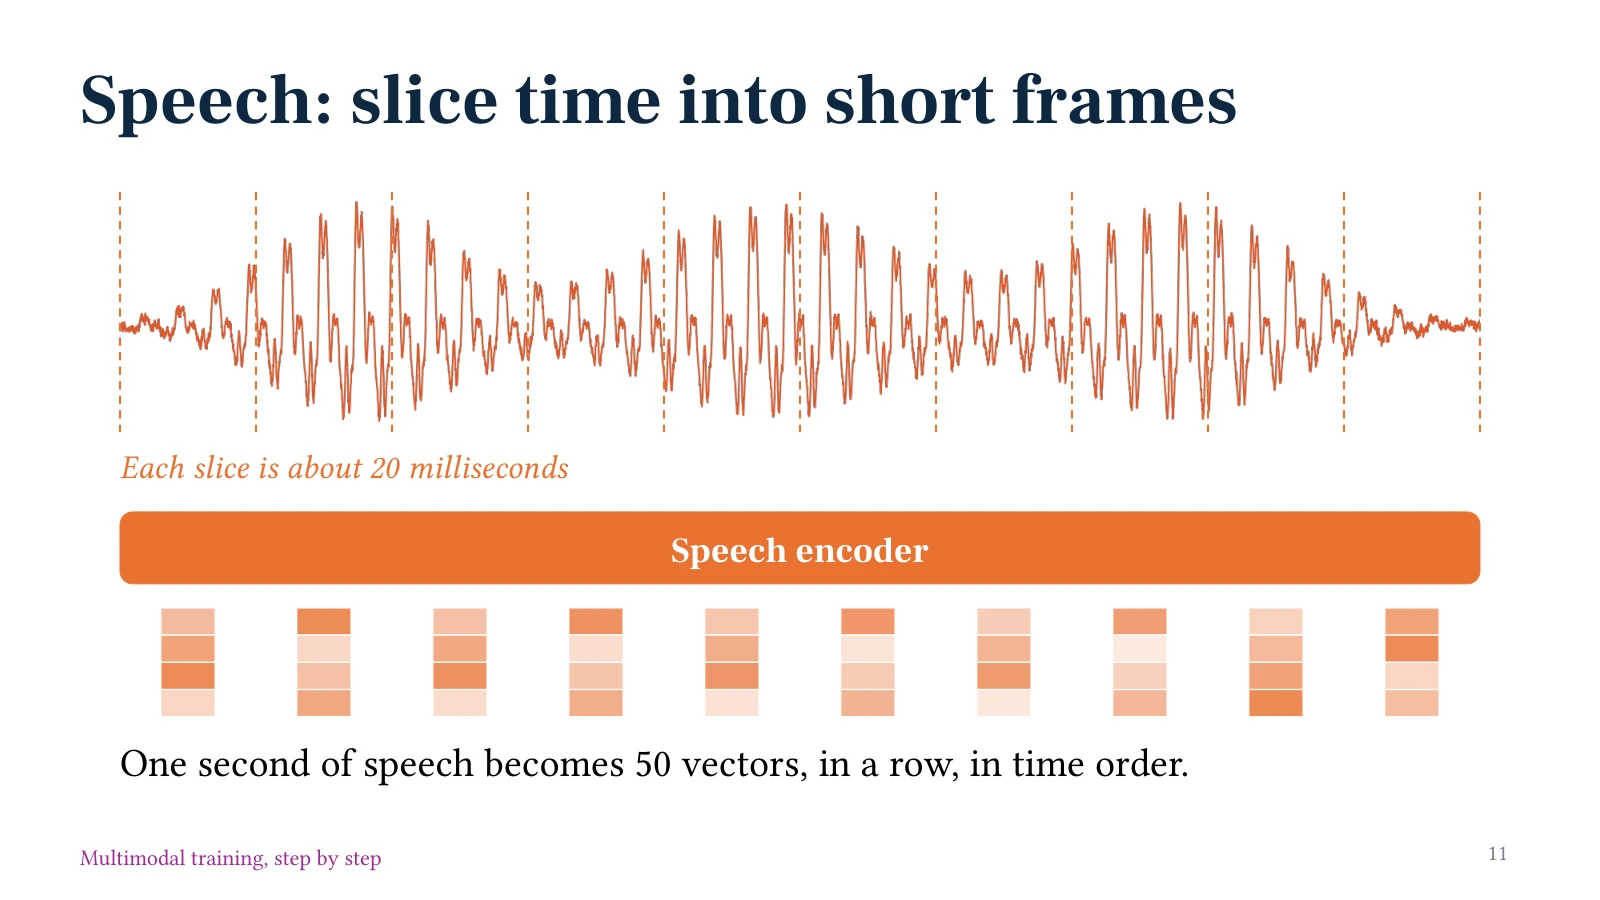 Speech: slice time into short frames
Each slice is about 20 milliseconds
Speech encoder
One second of speech becomes 50 vectors, in a row, in time order.
Multimodal training, step by step
11